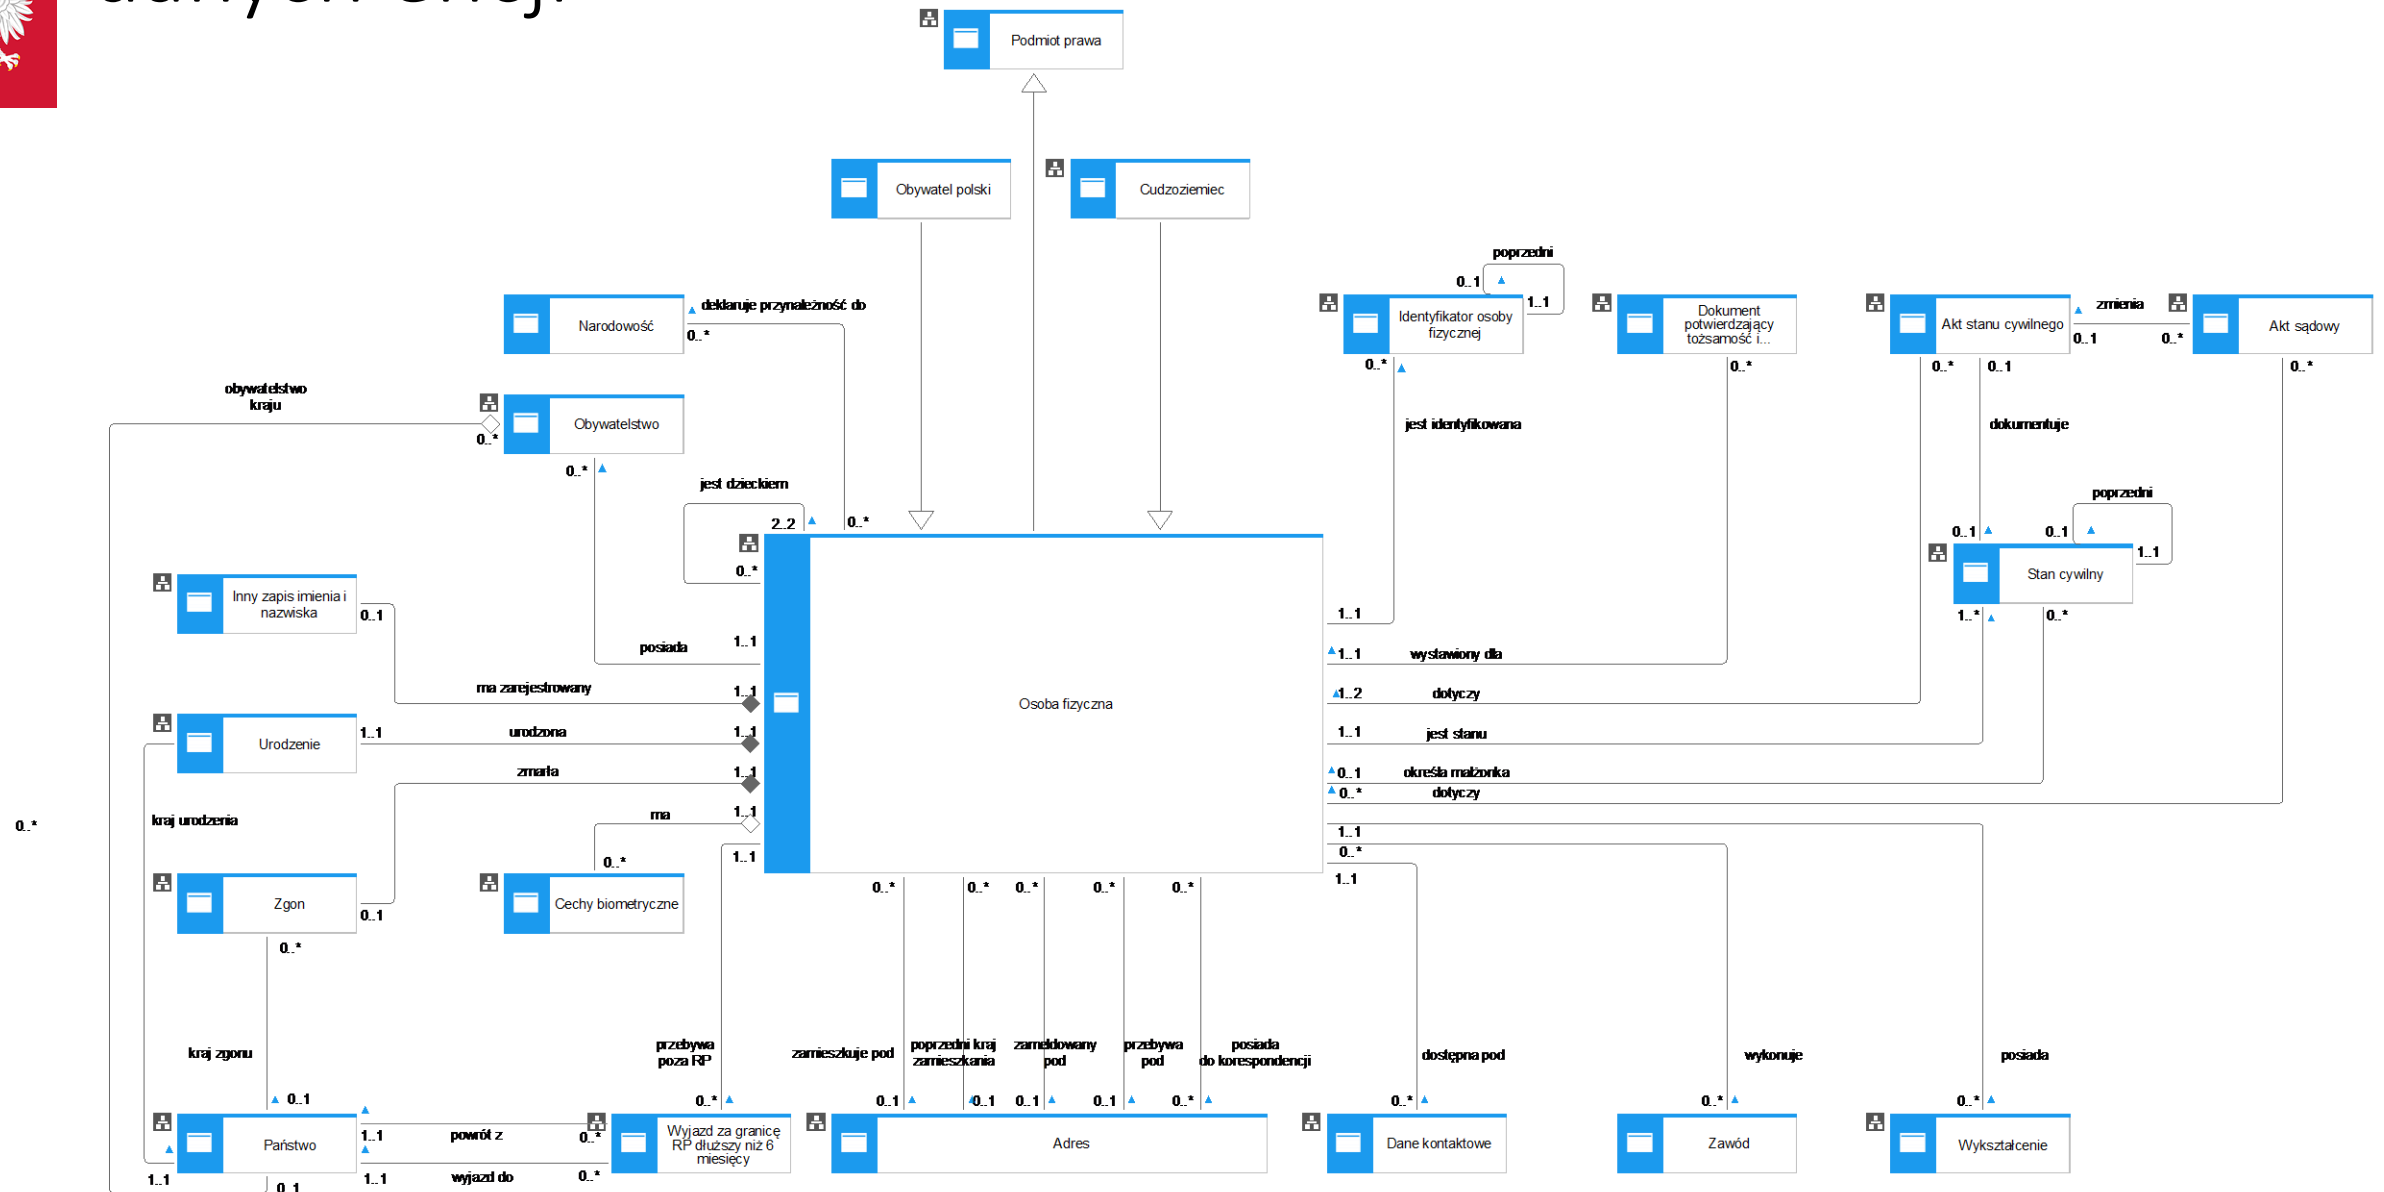 Podmiot prawa
Obywatel polski
Cudzoziemiec
poprzedni
0..1
1..1
deklaruje przynależność do
Narodowość
0..*
Identyfikator osoby
fizycznej
Dokument
potwierdzający
tożsamość i...
Akt stanu cywilnego
zmienia
0..1
0..*
Akt sądowy
0..*
0..*
0..*
0..1
0..*
obywatelstwo
kraju
Obywatelstwo
0..*
0..*
jest identyfikowana
dokumentuje
jest dzieckiem
2..2
0..*
0..*
poprzedni
0..1
0..1
1..1
Stan cywilny
1..*
0..*
Inny zapis imienia i
nazwiska
0..1
1..1
posiada
1..1
1..1
wystawiony dla
ma zarejestrowany
1..1
1..2
dotyczy
Osoba fizyczna
Urodzenie
1..1
urodzona
1..1
1..1
jest stanu
zmarła
1..1
0..1
określa małżonka
0..*
dotyczy
kraj urodzenia
0..*
ma
1..1
1..1
0..*
1..1
1..1
0..*
Zgon
0..1
Cechy biometryczne
0..*
0..*
0..*
0..*
0..*
0..*
kraj zgonu
przebywa
poza RP
zamieszkuje pod
poprzedni kraj
zamieszkania
zameldowany
pod
przebywa
pod
posiada
do korespondencji
dostępna pod
wykonuje
posiada
0..1
0..*
0..1
0..1
0..1
0..1
0..*
0..*
0..*
0..*
Państwo
1..1
powrót z
0..*
Wyjazd za granicę
RP dłuższy niż 6
miesięcy
Adres
Dane kontaktowe
Zawód
Wykształcenie
1..1
0..1
1..1
wyjazd do
0..*